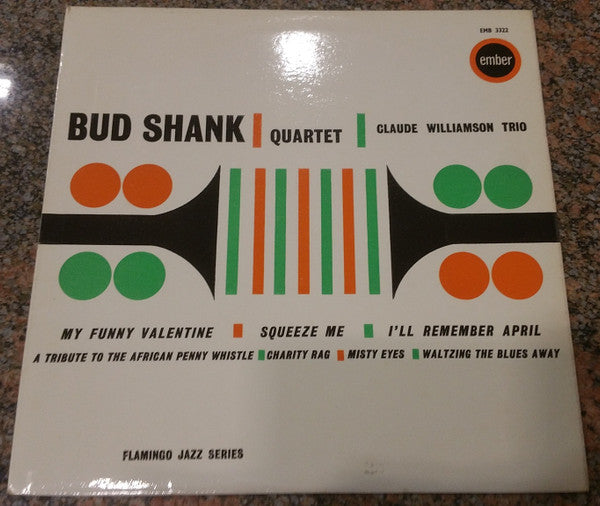 EMB 3322
ember
BUD SHANK QUARTET CLAUDE WILLIAMSON TRIO
MY FUNNY VALENTINE SQUEEZE ME I'LL REMEMBER APRIL
A TRIBUTE TO THE AFRICAN PENNY WHISTLE CHARITY RAG MISTY EYES WALTZING THE BLUES AWAY
FLAMINGO JAZZ SERIES